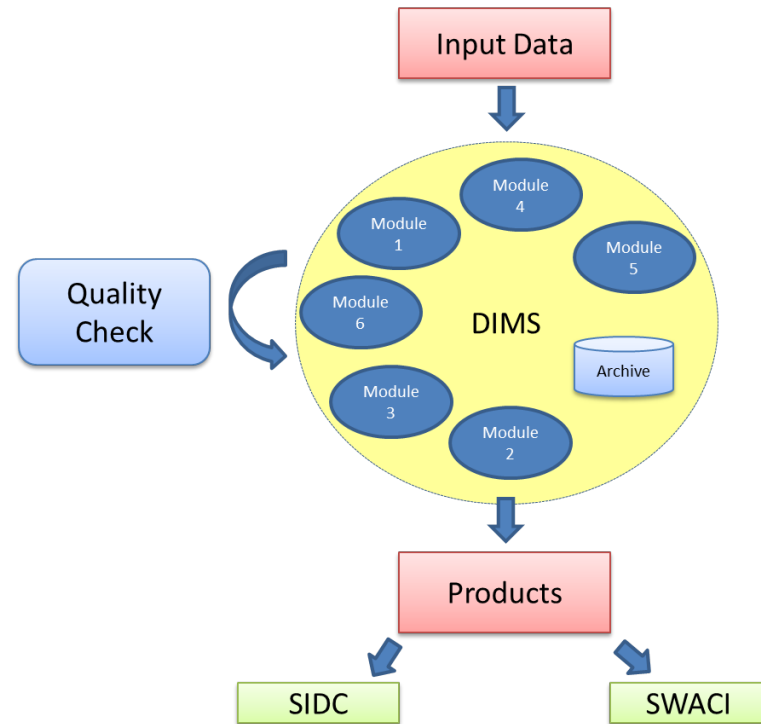 Input Data
Module
4
Module
1
Module
5
Quality
Check
Module
6
DIMS
Archive
Module
3
Module
2
Products
SIDC
SWACI